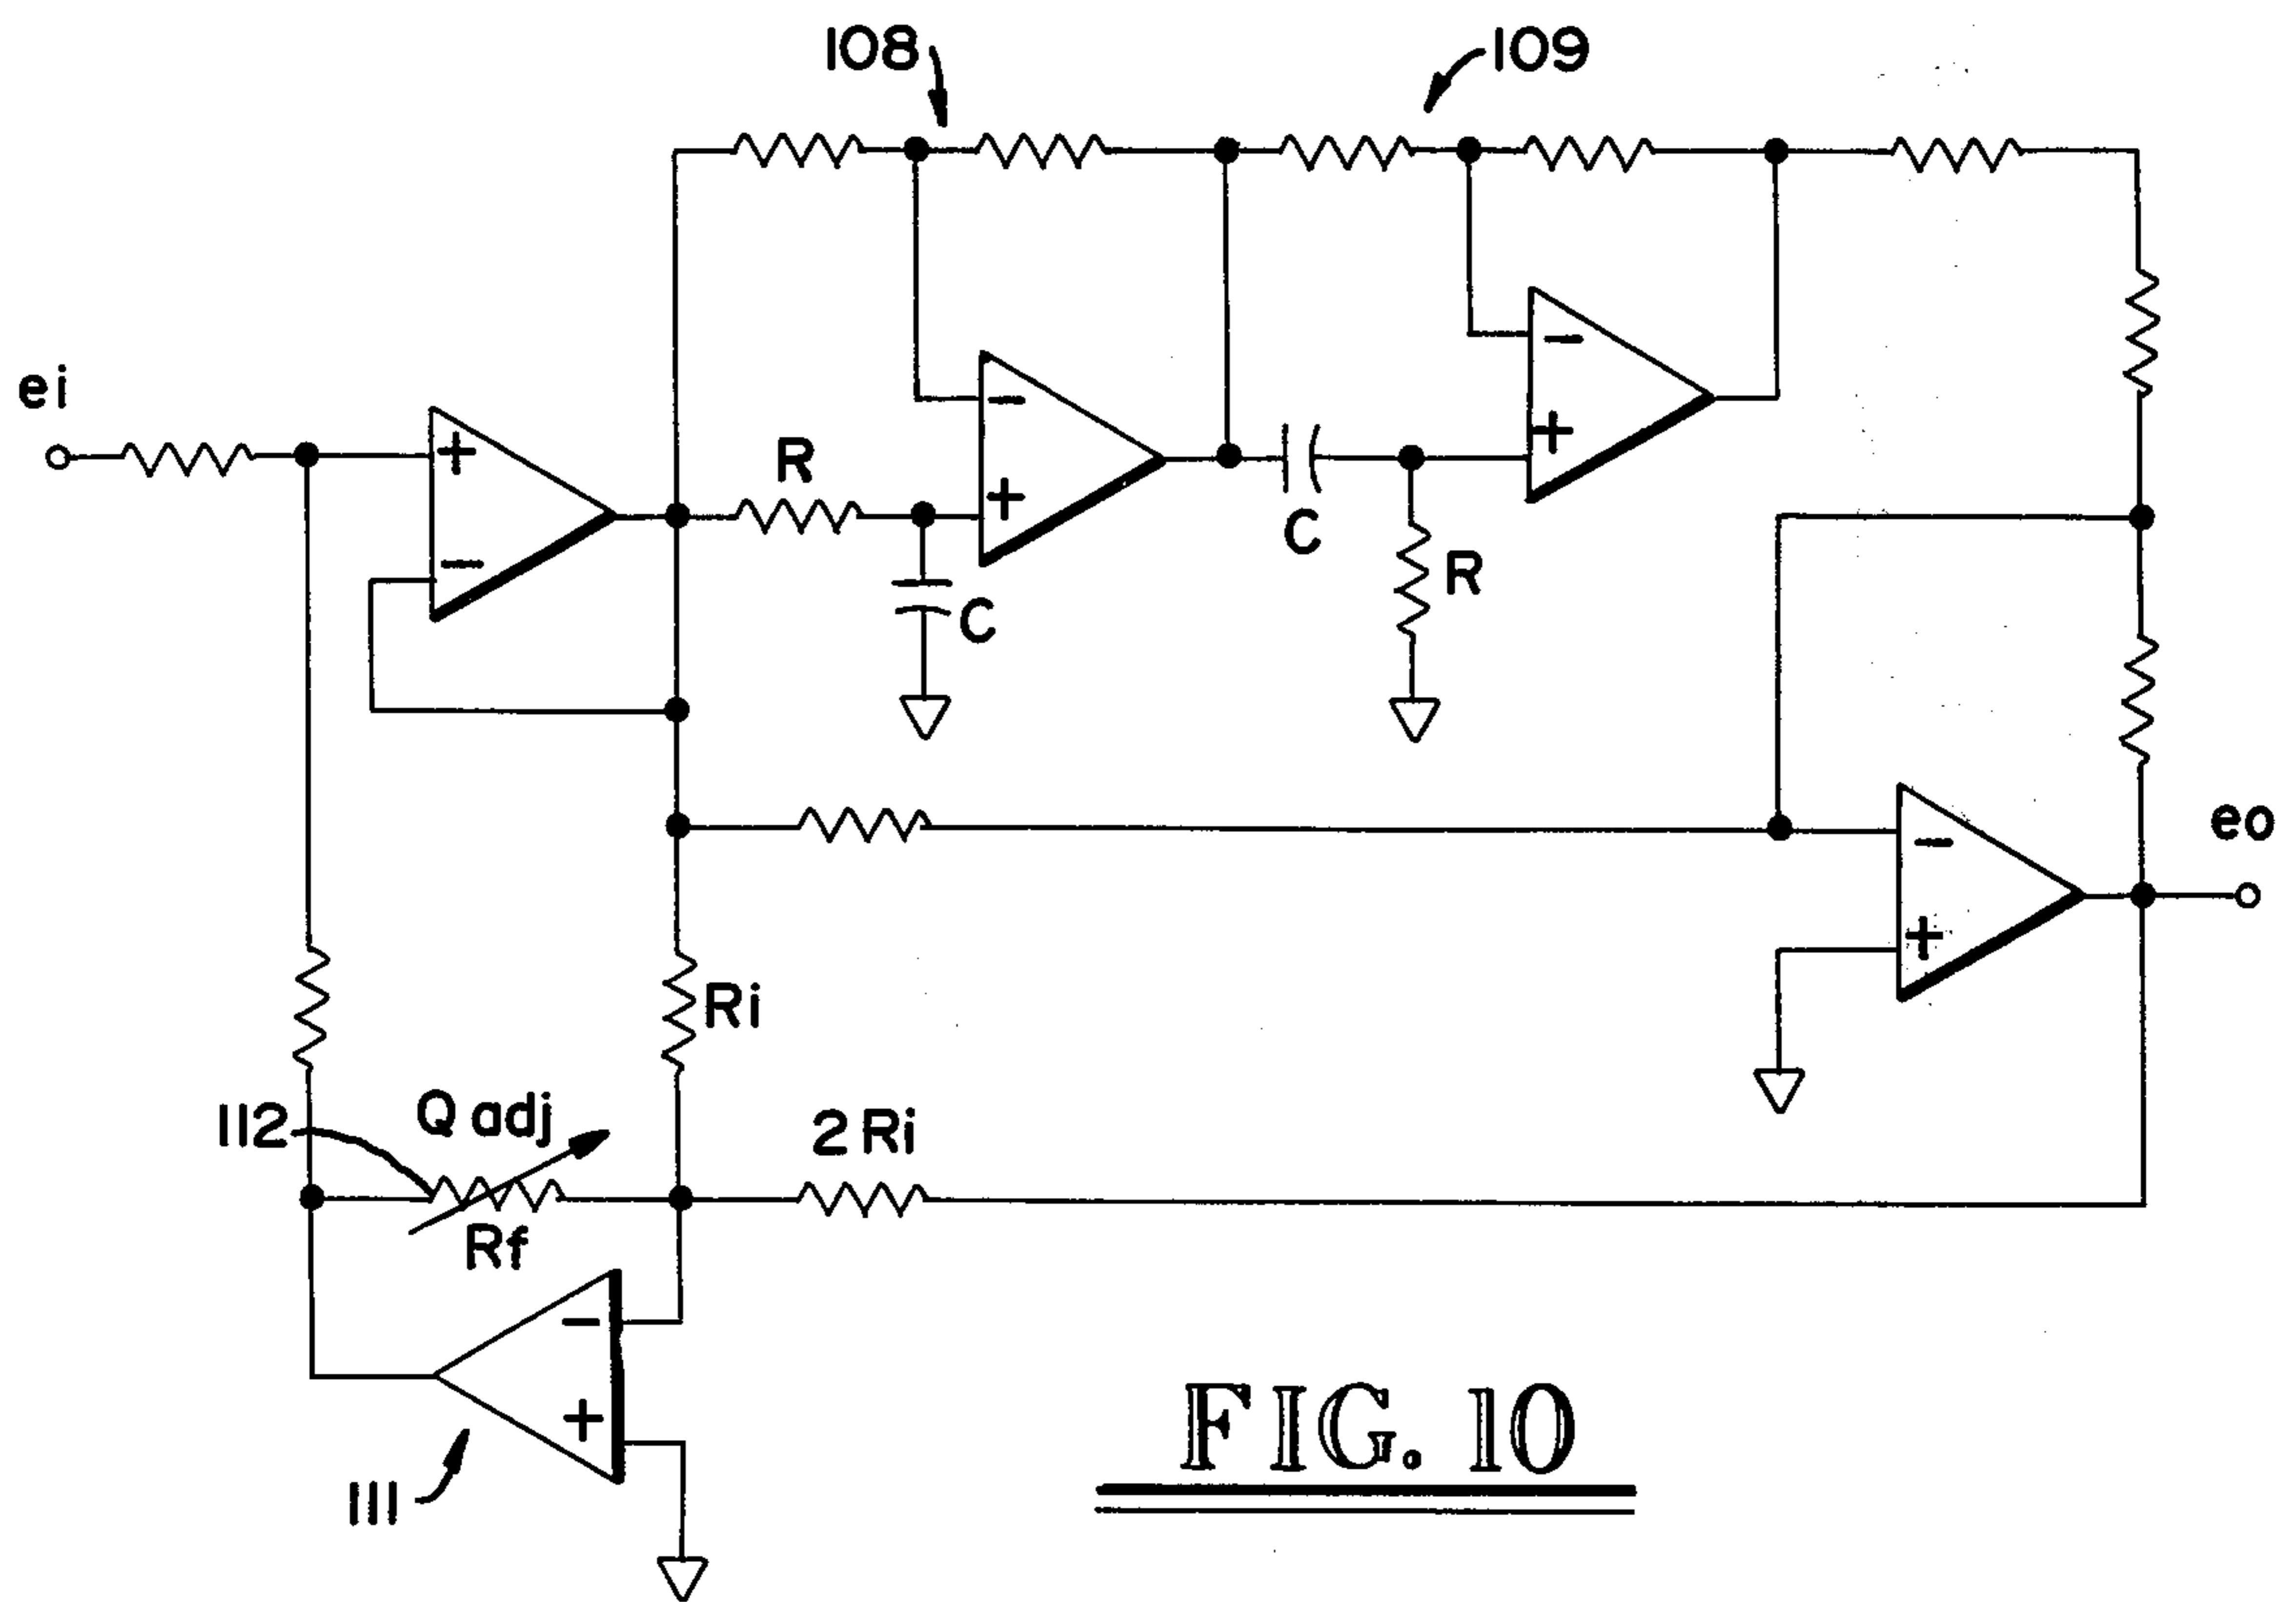 108
109
ei
+
−
R
C
−
+
C
R
−
+
−
+
eo
Ri
112
Q adj
Rf
2 Ri
−
+
111
FIG. 10